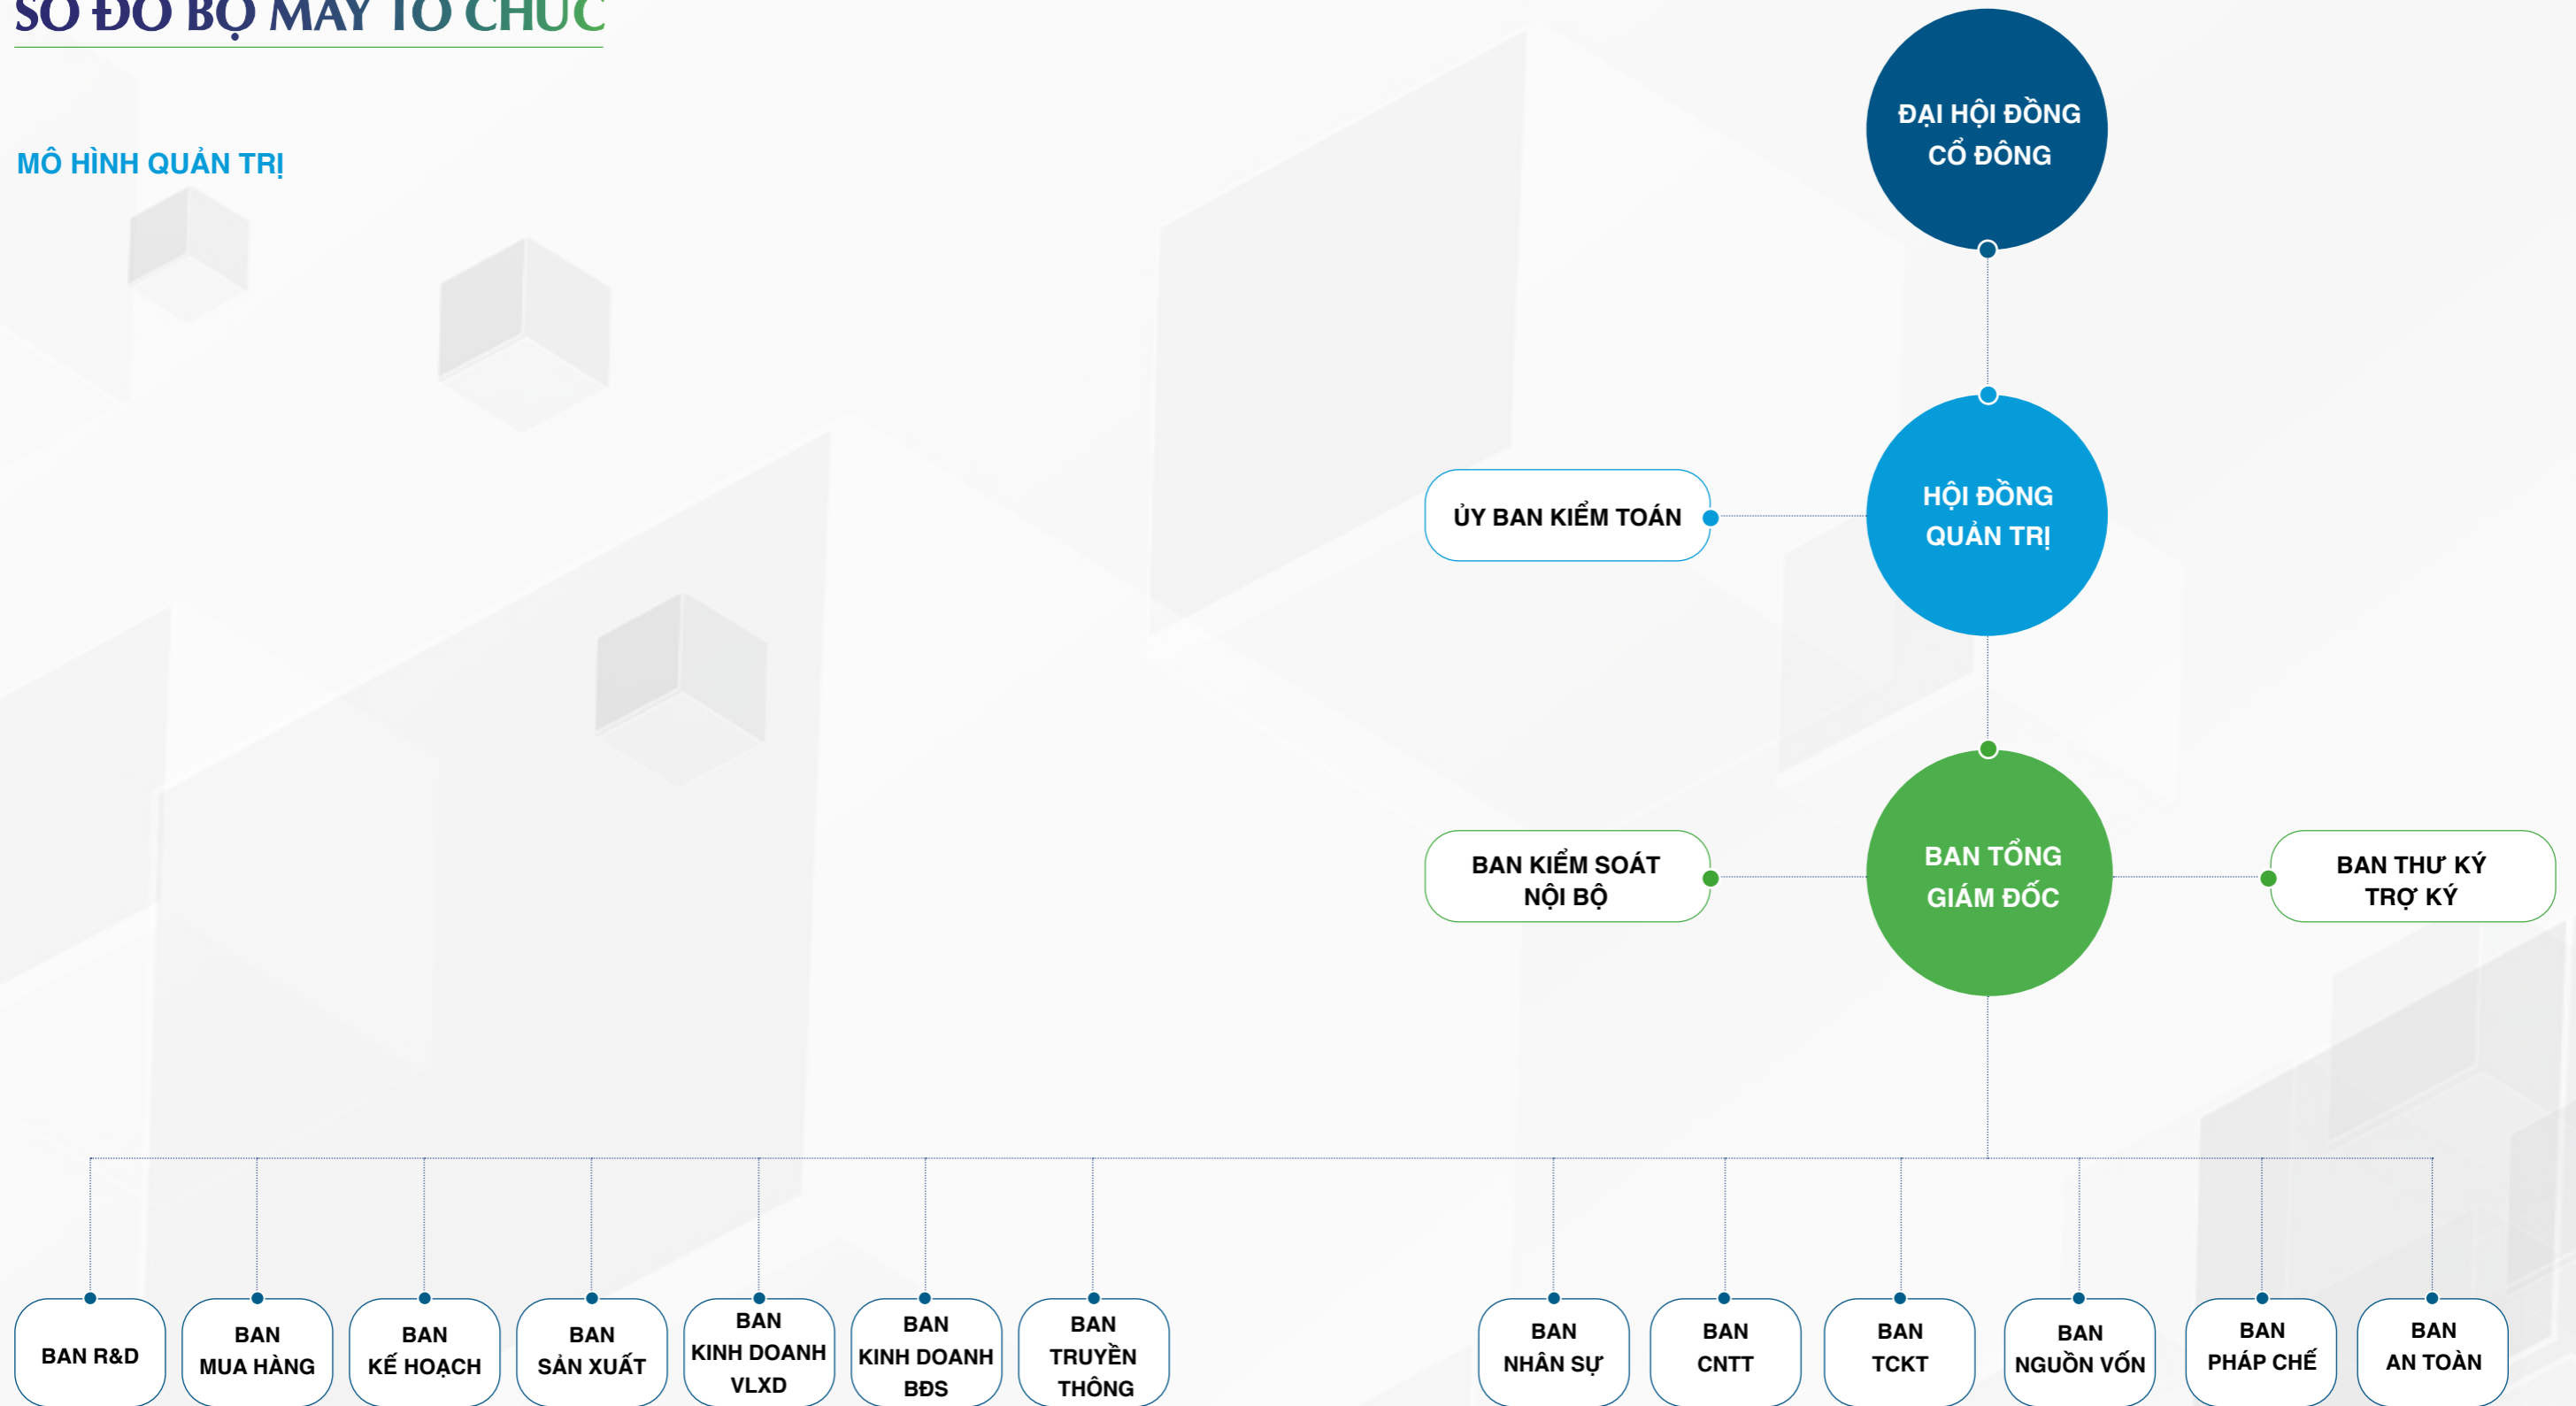 SƠ ĐỒ BỘ MÁY TỔ CHỨC
MÔ HÌNH QUẢN TRỊ
ĐẠI HỘI ĐỒNG
CỔ ĐÔNG
ỦY BAN KIỂM TOÁN
HỘI ĐỒNG
QUẢN TRỊ
BAN KIỂM SOÁT
NỘI BỘ
BAN TỔNG
GIÁM ĐỐC
BAN THƯ KÝ
TRỢ KÝ
BAN R&D
BAN
MUA HÀNG
BAN
KẾ HOẠCH
BAN
SẢN XUẤT
BAN
KINH DOANH
VLXD
BAN
KINH DOANH
BĐS
BAN
TRUYỀN
THÔNG
BAN
NHÂN SỰ
BAN
CNTT
BAN
TCKT
BAN
NGUỒN VỐN
BAN
PHÁP CHẾ
BAN
AN TOÀN